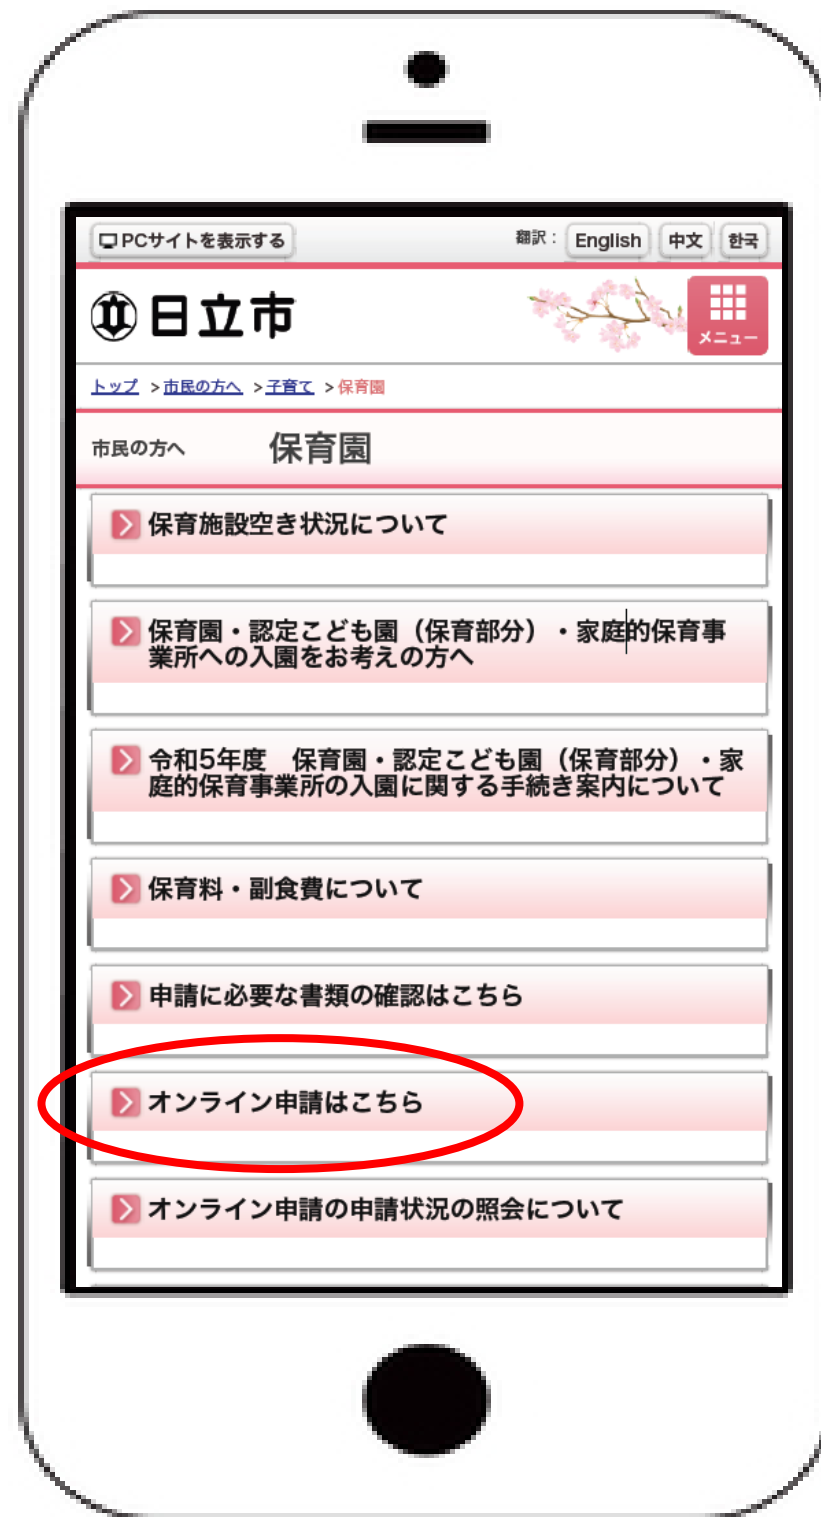 PCサイトを表示する 翻訳： English 中文 한국
日立市
メニュー
トップ >市民の方へ >子育て >保育園
市民の方へ 保育園
保育施設空き状況について
保育園・認定こども園（保育部分）・家庭的保育事
業所への入園をお考えの方へ
令和5年度　保育園・認定こども園（保育部分）・家
庭的保育事業所の入園に関する手続き案内について
保育料・副食費について
申請に必要な書類の確認はこちら
オンライン申請はこちら
オンライン申請の申請状況の照会について